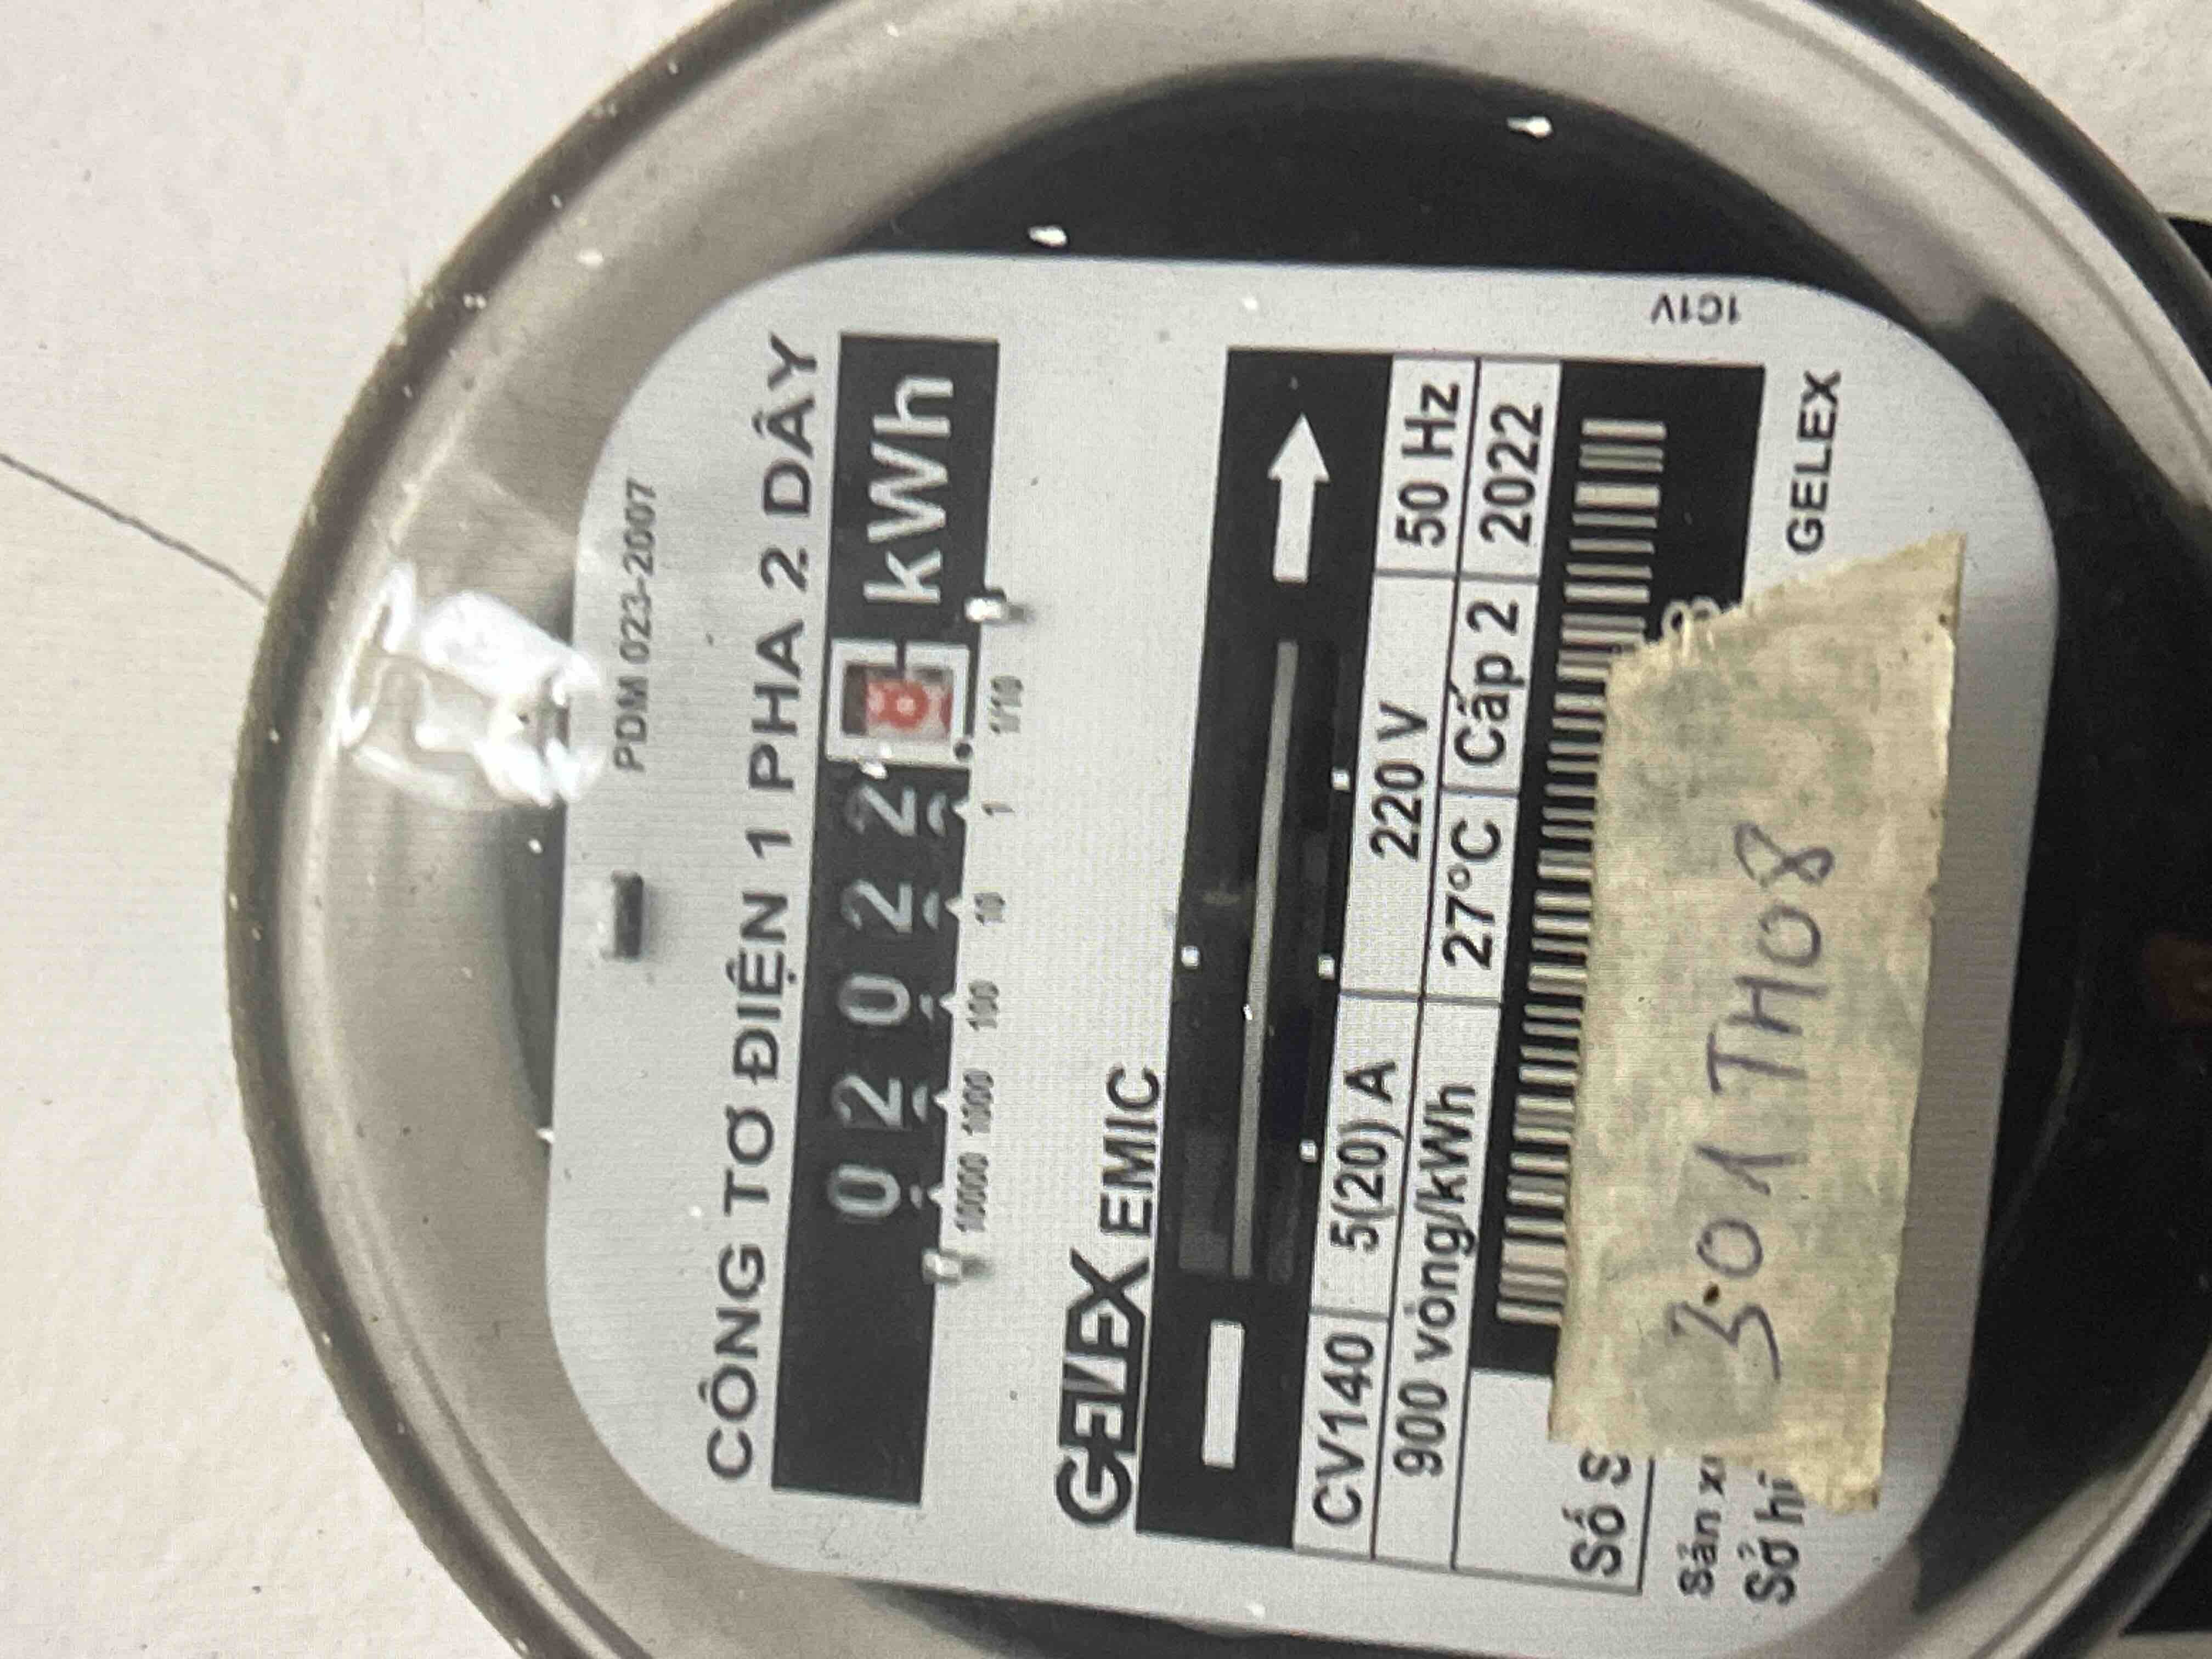 PDM 023-2007
CÔNG TƠ ĐIỆN 1 PHA 2 DÂY
0 2 0 2 2 8 kWh
10000 1000 100 10 1 1/10
GELEX EMIC
CV140 5(20) A 220 V 50 Hz
900 vòng/kWh 27°C Cấp 2 2022
Số
GELEX
Sở
1C1V
301 TH08